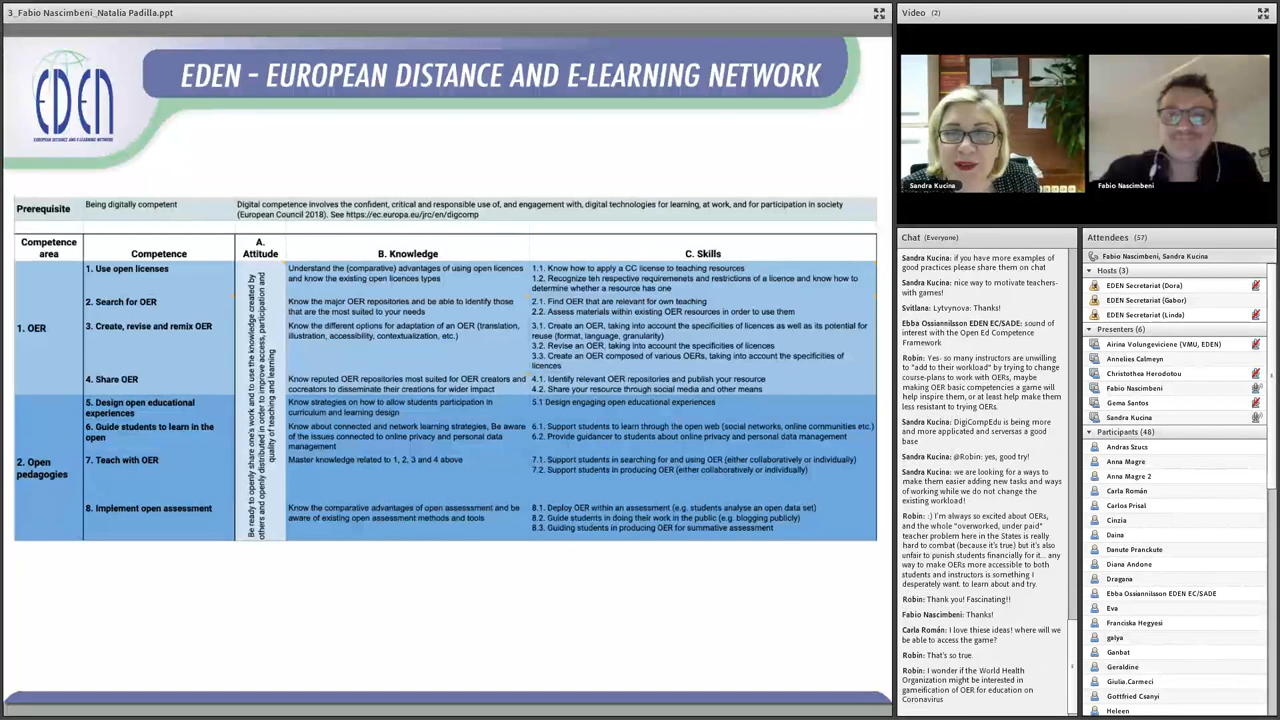 3_Fabio Nascimbeni_Natalia Padilla.ppt
EDEN
EUROPEAN DISTANCE AND E-LEARNING NETWORK
EDEN - EUROPEAN DISTANCE AND E-LEARNING NETWORK
Prerequisite
Being digitally competent
Digital competence involves the confident, critical and responsible use of, and engagement with, digital technologies for learning, at work, and for participation in society
(European Council 2018). See https://ec.europa.eu/jrc/en/digcomp
Competence area
Competence
A. Attitude
B. Knowledge
C. Skills
1. OER
Be ready to openly share one's work and to use the knowledge created by
others and openly distributed in order to improve access, participation and
quality of teaching and learning
1. Use open licenses
Understand the (comparative) advantages of using open licences
and know the existing open licences types
1.1. Know how to apply a CC license to teaching resources
1.2. Recognize teh respective requirements and restrictions of a licence and know how to
determine whether a resource has one
2. Search for OER
Know the major OER repositories and be able to identify those
that are the most suited to your needs
2.1. Find OER that are relevant for own teaching
2.2. Assess materials within existing OER resources in order to use them
3. Create, revise and remix OER
Know the different options for adaptation of an OER (translation,
illustration, accessibility, contextualization, etc.)
3.1. Create an OER, taking into account the specificities of licences as well as its potential for
reuse (format, language, granularity)
3.2. Revise an OER, taking into account the specificities of licences
3.3. Create an OER composed of various OERs, taking into account the specificities of
licences
4. Share OER
Know reputed OER repositories most suited for OER creators and
cocreators to disseminate their creations for wider impact
4.1. Identify relevant OER repositories and publish your resource
4.2. Share your resource through social media and other means
2. Open
pedagogies
5. Design open educational
experiences
Know strategies on how to allow students participation in
curriculum and learning design
5.1 Design engaging open educational experiences
6. Guide students to learn in the
open
Know about connected and network learning strategies, Be aware
of the issues connected to online privacy and personal data
management
6.1. Support students to learn through the open web (social networks, online communities etc.)
6.2. Provide guidancer to students about online privacy and personal data management
7. Teach with OER
Master knowledge related to 1, 2, 3 and 4 above
7.1. Support students in searching for and using OER (either collaboratively or individually)
7.2. Support students in producing OER (either collaboratively or individually)
8. Implement open assessment
Know the comparative advantages of open assesssment and be
aware of existing open assessment methods and tools
8.1. Deploy OER within an assessment (e.g. students analyse an open data set)
8.2. Guide students in doing their work in the public (e.g. blogging publicly)
8.3. Guiding students in producing OER for summative assessment
Video (2)
Sandra Kucina
Fabio Nascimbeni
Chat (Everyone)
Sandra Kucina: if you have more examples of
good practices please share them on chat
Sandra Kucina: nice way to motivate teachers-
with games!
Svitlana: Lytvynova: Thanks!
Ebba Ossiannilsson EDEN EC/SADE: sound of
interest with the Open Ed Competence
Framework
Robin: Yes- so many instructors are unwilling
to "add to their workload" by trying to change
course-plans to work with OERs, maybe
making OER basic competencies a game will
help inspire them, or at least help make them
less resistant to trying OERs.
Sandra Kucina: DigiCompEdu is being more
and more applicated and serversas a good
base
Sandra Kucina: @Robin: yes, good try!
Sandra Kucina: we are looking for a ways to
make them easier adding new tasks and ways
of working while we do not change the
existing workload!
Robin: :) I'm always so excited about OERs,
and the whole "overworked, under paid"
teacher problem here in the States is really
hard to combat (because it's true) but it's also
unfair to punish students financially for it... any
way to make OERs more accessible to both
students and instructors is something I
desperately want. to learn about and try.
Robin: Thank you! Fascinating!!
Fabio Nascimbeni: Thanks!
Carla Román: I love thiese ideas! where will we
be able to access the game?
Robin: That's so true.
Robin: I wonder if the World Health
Organization might be interested in
gameification of OER for education on
Coronavirus
Attendees (57)
Fabio Nascimbeni, Sandra Kucina
Hosts (3)
EDEN Secretariat (Dora)
EDEN Secretariat (Gabor)
EDEN Secretariat (Linda)
Presenters (6)
Airina Volungeviciene (VMU, EDEN)
Annelies Calmeyn
Christothea Herodotou
Fabio Nascimbeni
Gema Santos
Sandra Kucina
Participants (48)
Andras Szucs
Anna Magre
Anna Magre 2
Carla Román
Carlos Prisal
Cinzia
Daina
Danute Pranckute
Diana Andone
Dragana
Ebba Ossiannilsson EDEN EC/SADE
Eva
Franciska Hegyesi
galya
Ganbat
Geraldine
Giulia.Carmeci
Gottfried Csanyi
Heleen